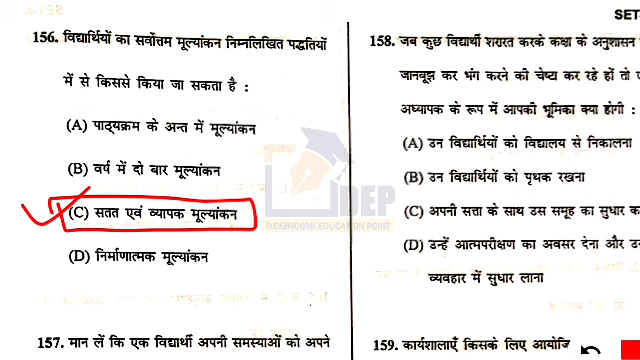 SET-
156. विद्यार्थियों का सर्वोत्तम मूल्यांकन निम्नलिखित पद्धतियों
में से किससे किया जा सकता है :
(A) पाठ्यक्रम के अन्त में मूल्यांकन
(B) वर्ष में दो बार मूल्यांकन
(C) सतत एवं व्यापक मूल्यांकन
(D) निर्माणात्मक मूल्यांकन
157. मान लें कि एक विद्यार्थी अपनी समस्याओं को अपने
158. जब कुछ विद्यार्थी शरारत करके कक्षा के अनुशासन
जानबूझ कर भंग करने की चेष्टा कर रहे हों तो
अध्यापक के रूप में आपकी भूमिका क्या होगी :
(A) उन विद्यार्थियों को विद्यालय से निकालना
(B) उन विद्यार्थियों को पृथक रखना
(C) अपनी सत्ता के साथ उस समूह का सुधार
(D) उन्हें आत्मपरीक्षण का अवसर देना और
व्यवहार में सुधार लाना
159. कार्यशालाएँ किसके लिए
DEP
DEVBHOOMI EDUCATION POINT